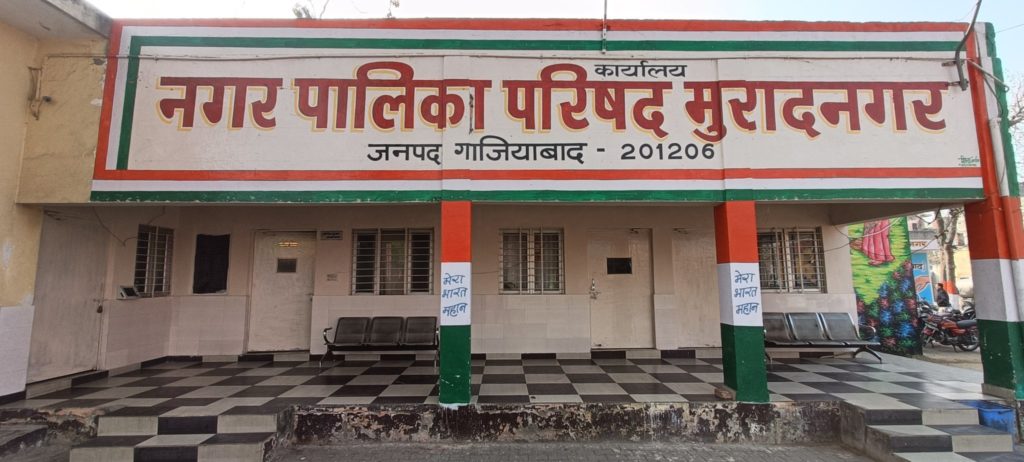 कार्यालय
नगर पालिका परिषद मुरादनगर
जनपद गाजियाबाद - 201206
मेरा
भारत
महान
मेरा
भारत
महान